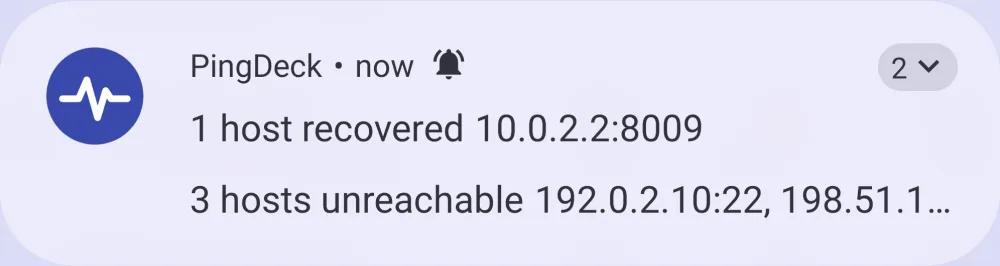 PingDeck • now
2
1 host recovered 10.0.2.2:8009
3 hosts unreachable 192.0.2.10:22, 198.51.1…